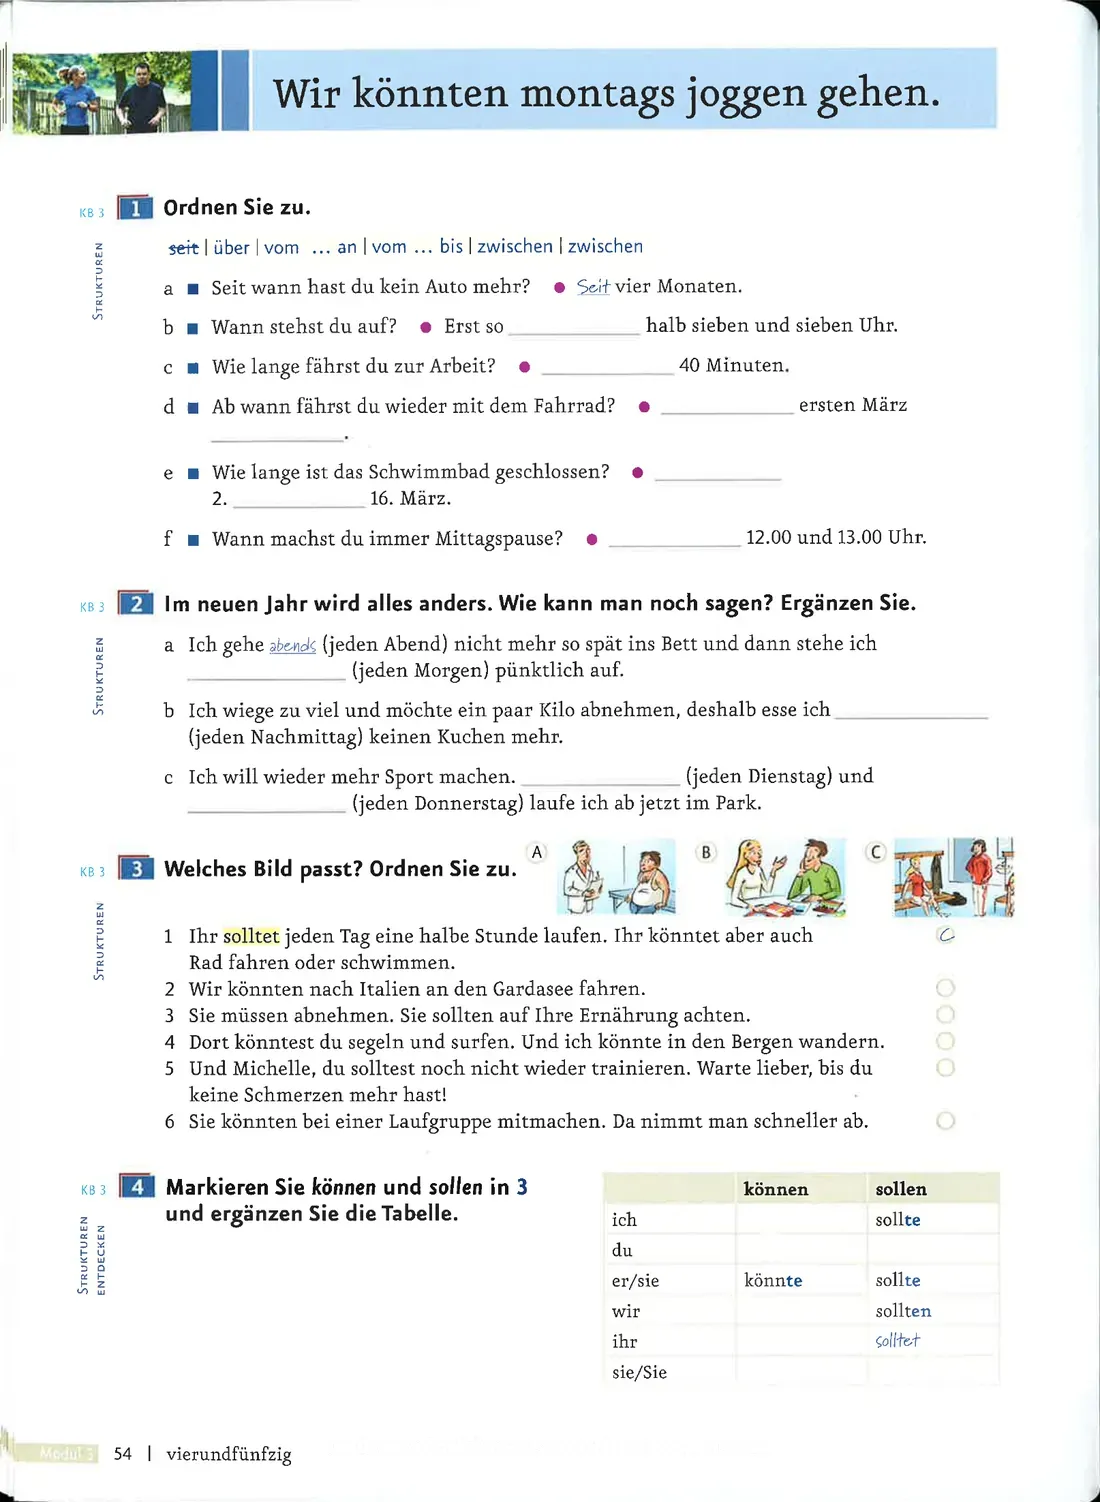 Wir könnten montags joggen gehen.
KB 3 1 Ordnen Sie zu.
STRUKTUREN
seit | über | vom ... an | vom ... bis | zwischen | zwischen
a ■ Seit wann hast du kein Auto mehr? ● Seit vier Monaten.
b ■ Wann stehst du auf? ● Erst so ____________ halb sieben und sieben Uhr.
c ■ Wie lange fährst du zur Arbeit? ● ____________ 40 Minuten.
d ■ Ab wann fährst du wieder mit dem Fahrrad? ● ____________ ersten März
____________.
e ■ Wie lange ist das Schwimmbad geschlossen? ● ____________
2. ____________ 16. März.
f ■ Wann machst du immer Mittagspause? ● ____________ 12.00 und 13.00 Uhr.
KB 3 2 Im neuen Jahr wird alles anders. Wie kann man noch sagen? Ergänzen Sie.
STRUKTUREN
a Ich gehe abends (jeden Abend) nicht mehr so spät ins Bett und dann stehe ich
____________ (jeden Morgen) pünktlich auf.
b Ich wiege zu viel und möchte ein paar Kilo abnehmen, deshalb esse ich ____________
(jeden Nachmittag) keinen Kuchen mehr.
c Ich will wieder mehr Sport machen. ____________ (jeden Dienstag) und
____________ (jeden Donnerstag) laufe ich ab jetzt im Park.
KB 3 3 Welches Bild passt? Ordnen Sie zu.
A B C
STRUKTUREN
1 Ihr solltet jeden Tag eine halbe Stunde laufen. Ihr könntet aber auch C
Rad fahren oder schwimmen.
2 Wir könnten nach Italien an den Gardasee fahren.
3 Sie müssen abnehmen. Sie sollten auf Ihre Ernährung achten.
4 Dort könntest du segeln und surfen. Und ich könnte in den Bergen wandern.
5 Und Michelle, du solltest noch nicht wieder trainieren. Warte lieber, bis du
keine Schmerzen mehr hast!
6 Sie könnten bei einer Laufgruppe mitmachen. Da nimmt man schneller ab.
KB 3 4 Markieren Sie können und sollen in 3
und ergänzen Sie die Tabelle.
STRUKTUREN
ENTDECKEN
können sollen
ich sollte
du
er/sie könnte sollte
wir sollten
ihr solltet
sie/Sie
Modul 3 54 | vierundfünfzig